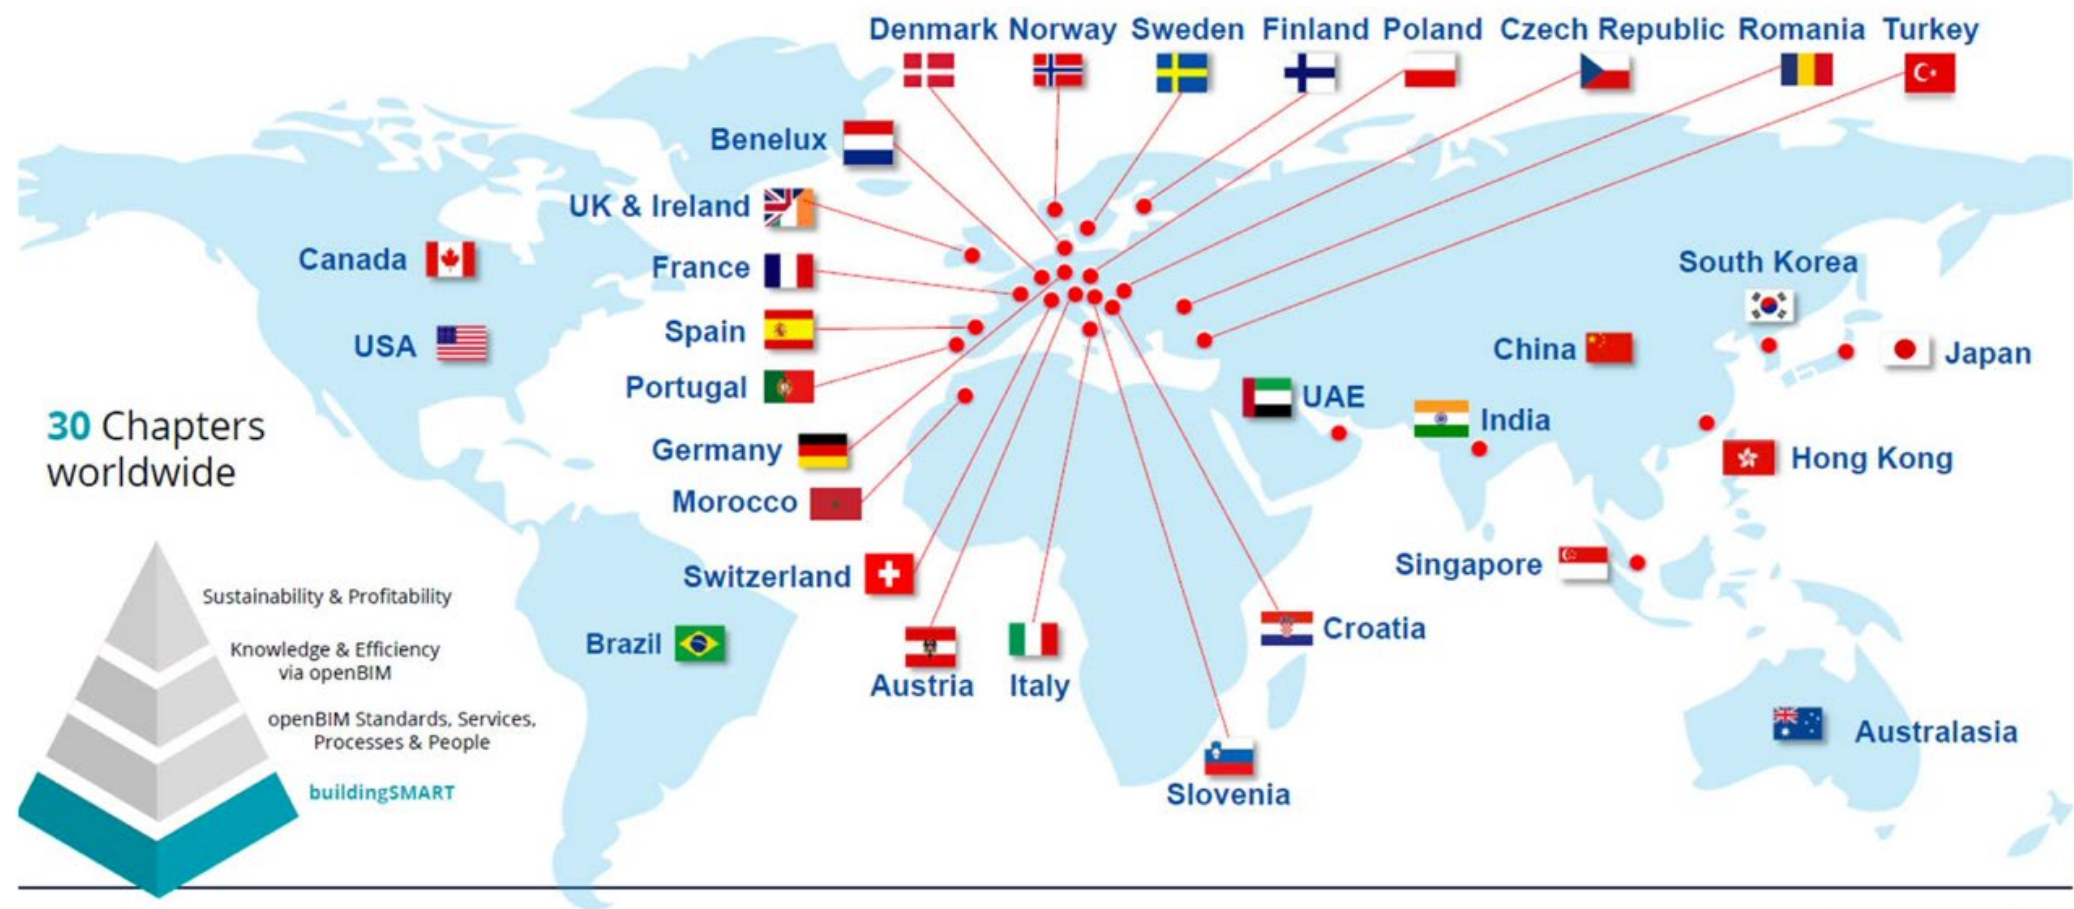 Denmark Norway Sweden Finland Poland Czech Republic Romania Turkey
Benelux
UK & Ireland
Canada
France
South Korea
USA
Spain
China
Japan
Portugal
UAE
India
30 Chapters
worldwide
Germany
Hong Kong
Morocco
Switzerland
Singapore
Sustainability & Profitability
Brazil
Croatia
Knowledge & Efficiency
via openBIM
Austria
Italy
openBIM Standards, Services,
Processes & People
Australasia
buildingSMART
Slovenia